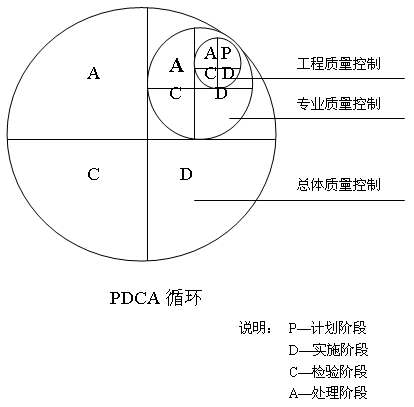 A P
A A
C D
工程质量控制
C D
专业质量控制
C D
总体质量控制
PDCA 循环
说明： P—计划阶段
D—实施阶段
C—检验阶段
A—处理阶段